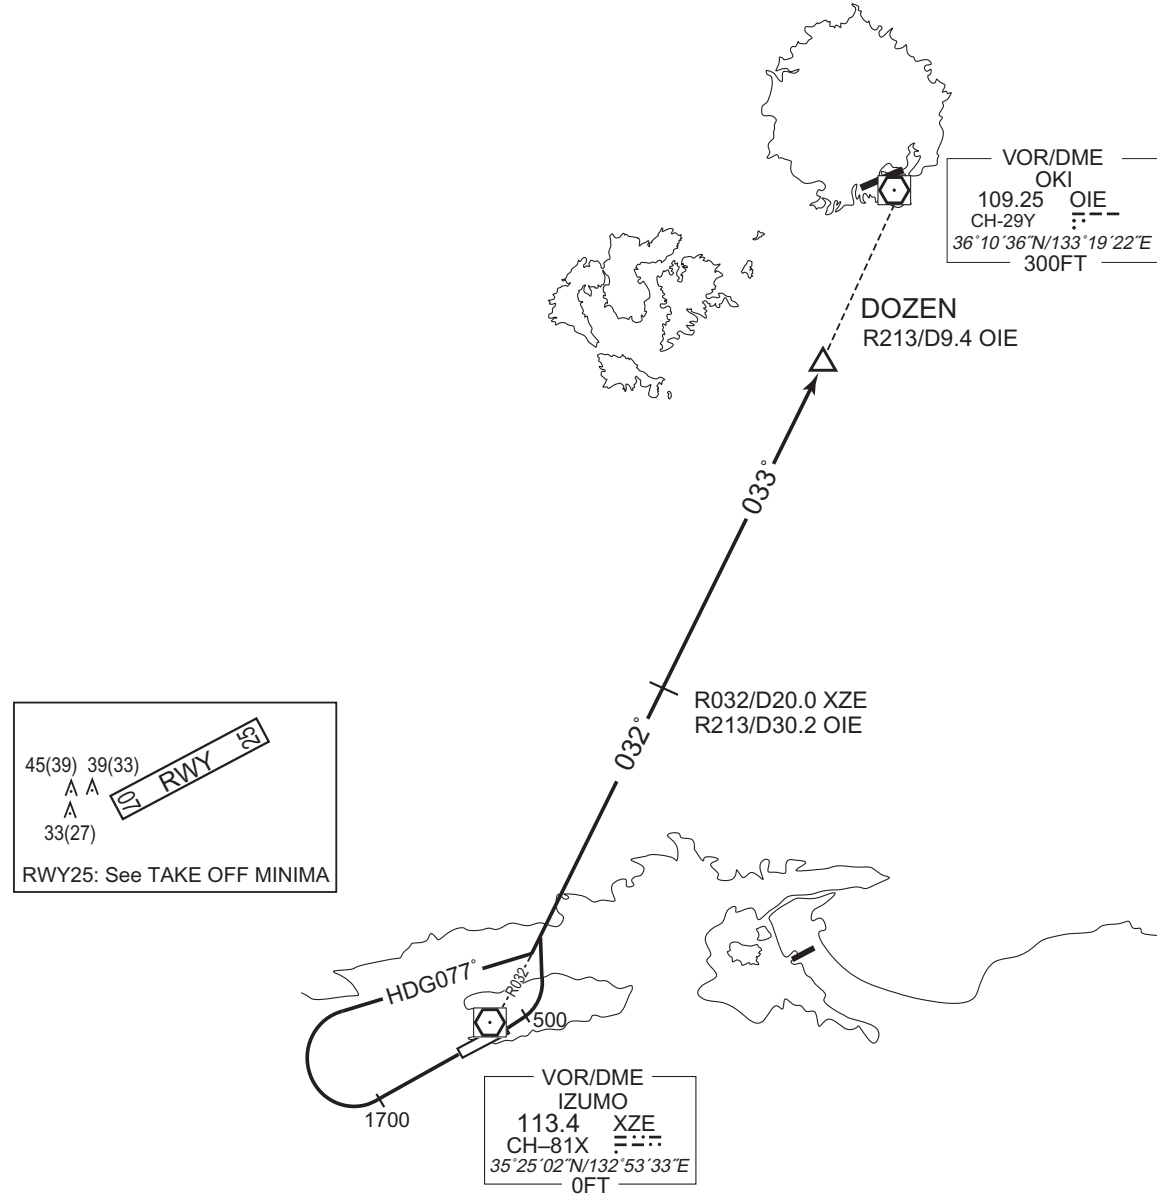 VOR/DME
OKI
109.25 OIE
CH-29Y
36°10´36˝N/133°19´22˝E
300FT
DOZEN
R213/D9.4 OIE
033°
R032/D20.0 XZE
R213/D30.2 OIE
032°
45(39) 39(33)
33(27)
07 RWY 25
RWY25: See TAKE OFF MINIMA
HDG077°
R032
500
1700
VOR/DME
IZUMO
113.4 XZE
CH–81X
35°25´02˝N/132°53´33˝E
0FT